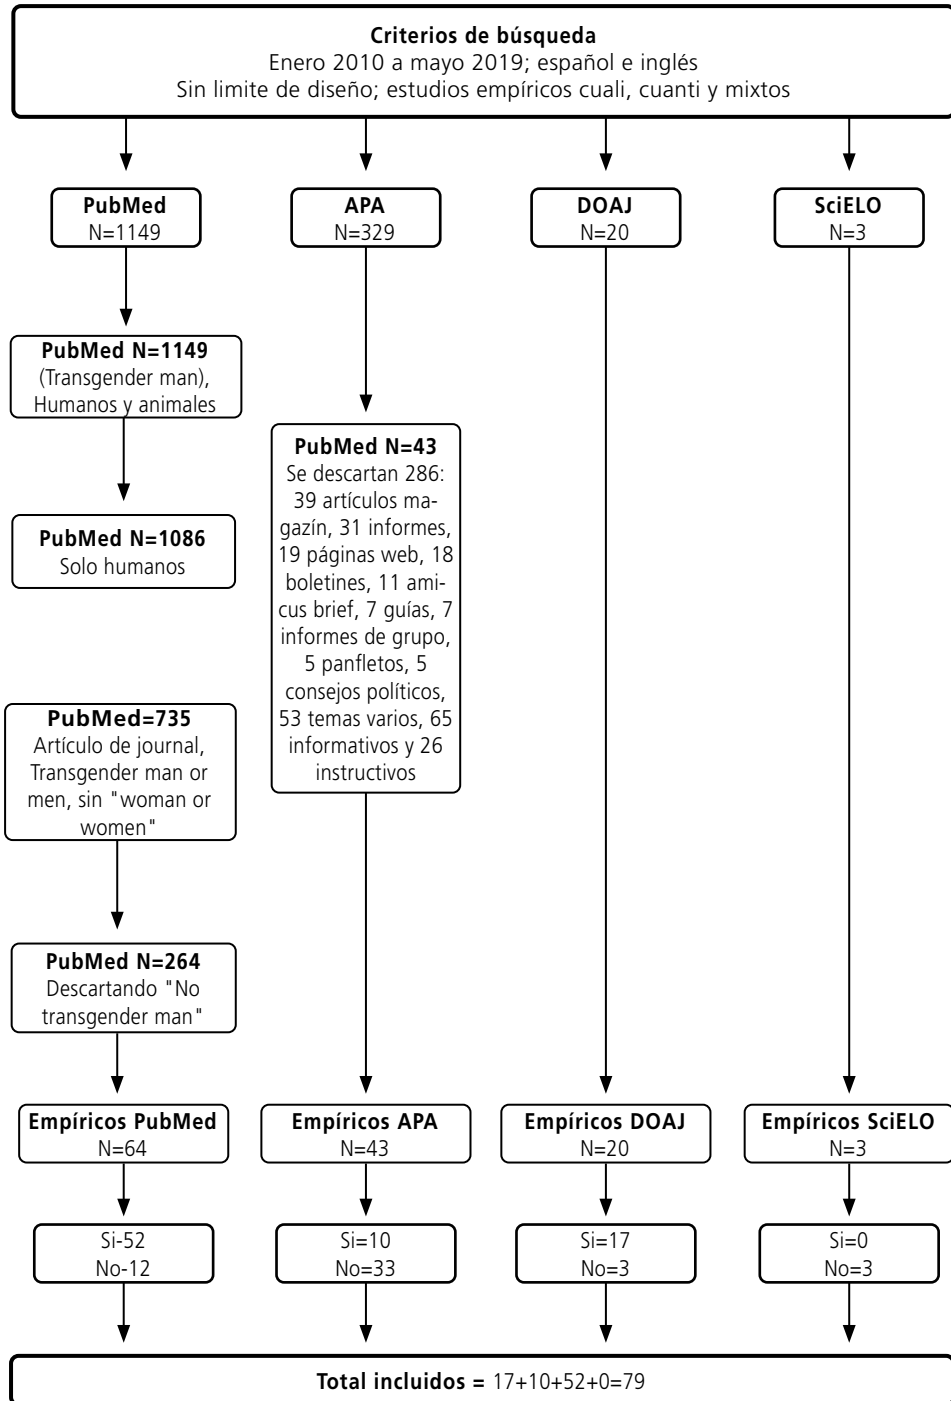 Criterios de búsqueda
Enero 2010 a mayo 2019; español e inglés
Sin limite de diseño; estudios empíricos cuali, cuanti y mixtos
PubMed
N=1149
APA
N=329
DOAJ
N=20
SciELO
N=3
PubMed N=1149
(Transgender man),
Humanos y animales
PubMed N=43
Se descartan 286:
39 artículos ma-
gazín, 31 informes,
19 páginas web, 18
boletines, 11 ami-
cus brief, 7 guías, 7
informes de grupo,
5 panfletos, 5
consejos políticos,
53 temas varios, 65
informativos y 26
instructivos
PubMed N=1086
Solo humanos
PubMed=735
Artículo de journal,
Transgender man or
men, sin "woman or
women"
PubMed N=264
Descartando "No
transgender man"
Empíricos PubMed
N=64
Empíricos APA
N=43
Empíricos DOAJ
N=20
Empíricos SciELO
N=3
Si-52
No-12
Si=10
No=33
Si=17
No=3
Si=0
No=3
Total incluidos = 17+10+52+0=79